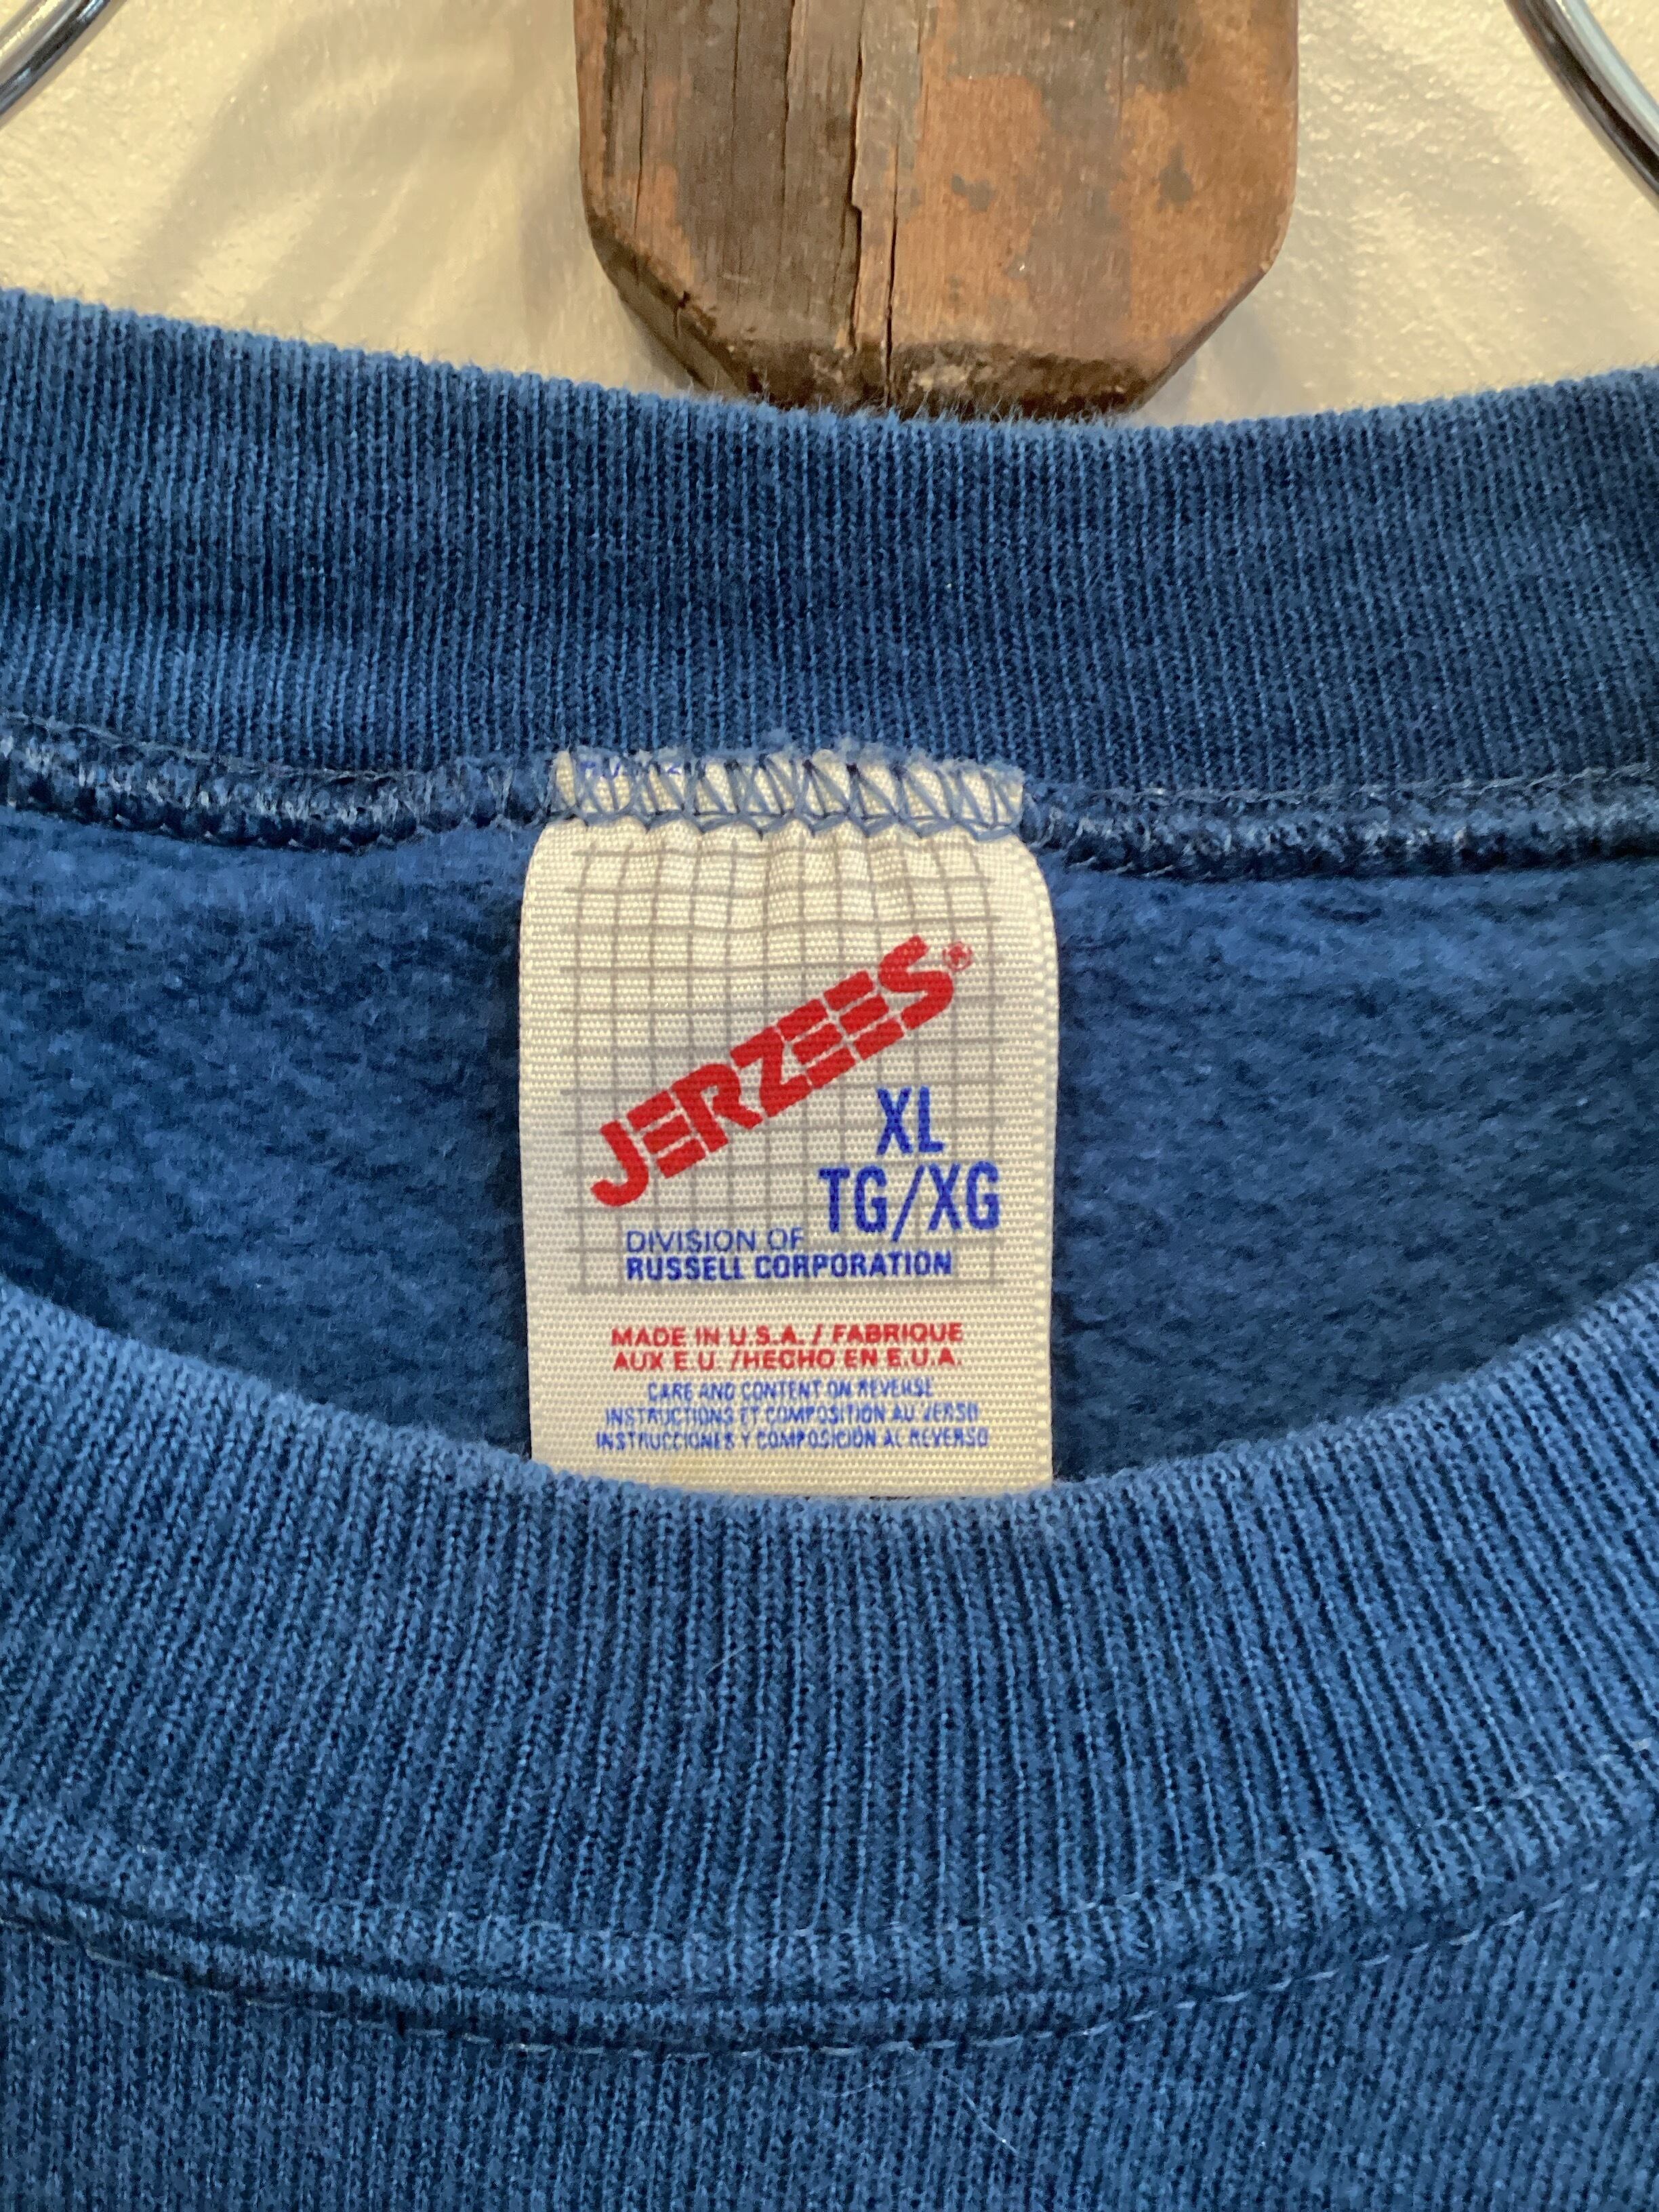 JERZEES®
XL
TG/XG
DIVISION OF
RUSSELL CORPORATION
MADE IN U.S.A. / FABRIQUE
AUX E.U. /HECHO EN E.U.A.
CARE AND CONTENT ON REVERSE
INSTRUCTIONS ET COMPOSITION AU VERSO
INSTRUCCIONES Y COMPOSICION AL REVERSO